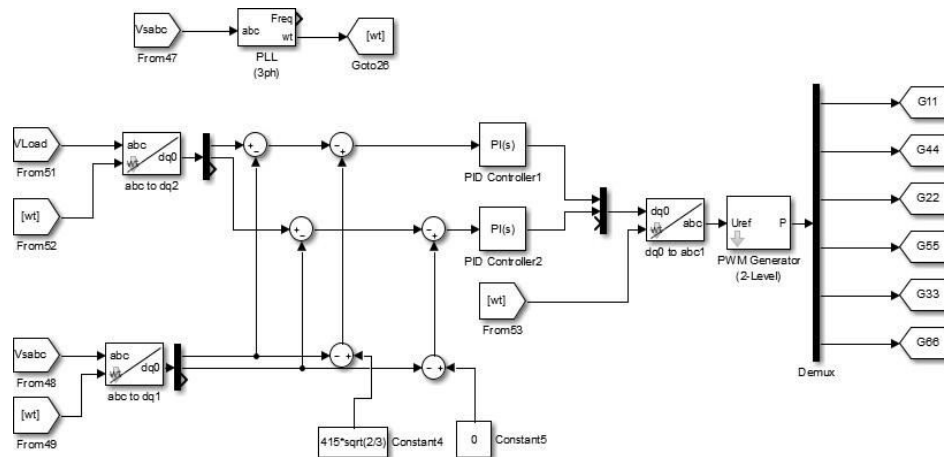 Vsabc
From47
abc
Freq
wt
PLL
(3ph)
[wt]
Goto26
VLoad
From51
[wt]
From52
abc
wt
dq0
abc to dq2
+
−
+
−
−
+
−
+
PI(s)
PID Controller1
PI(s)
PID Controller2
[wt]
From53
dq0
wt
abc
dq0 to abc1
Uref
P
PWM Generator
(2-Level)
Demux
G11
G44
G22
G55
G33
G66
Vsabc
From48
[wt]
From49
abc
wt
dq0
abc to dq1
− +
− +
415*sqrt(2/3)
Constant4
0
Constant5